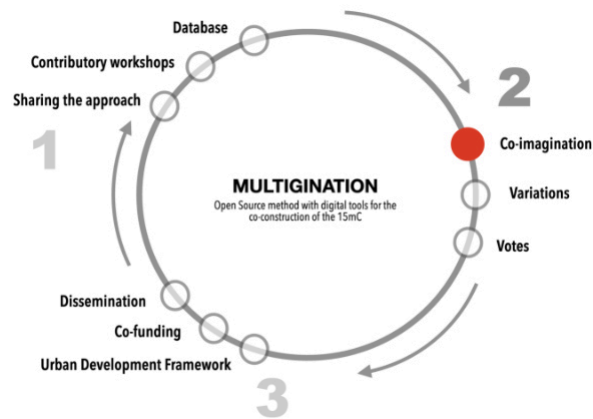 Database
Contributory workshops
Sharing the approach
1
2
Co-imagination
Variations
Votes
MULTIGINATION
Open Source method with digital tools for the
co-construction of the 15mC
Dissemination
Co-funding
Urban Development Framework
3